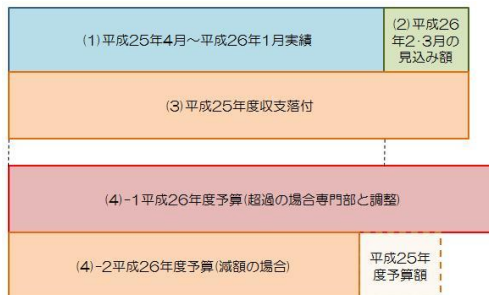 (1)平成25年4月～平成26年1月実績
(2)平成26
年2・3月の
見込み額
(3)平成25年度収支落付
(4)-1平成26年度予算(超過の場合専門部と調整)
(4)-2平成26年度予算(減額の場合)
平成25年
度予算額